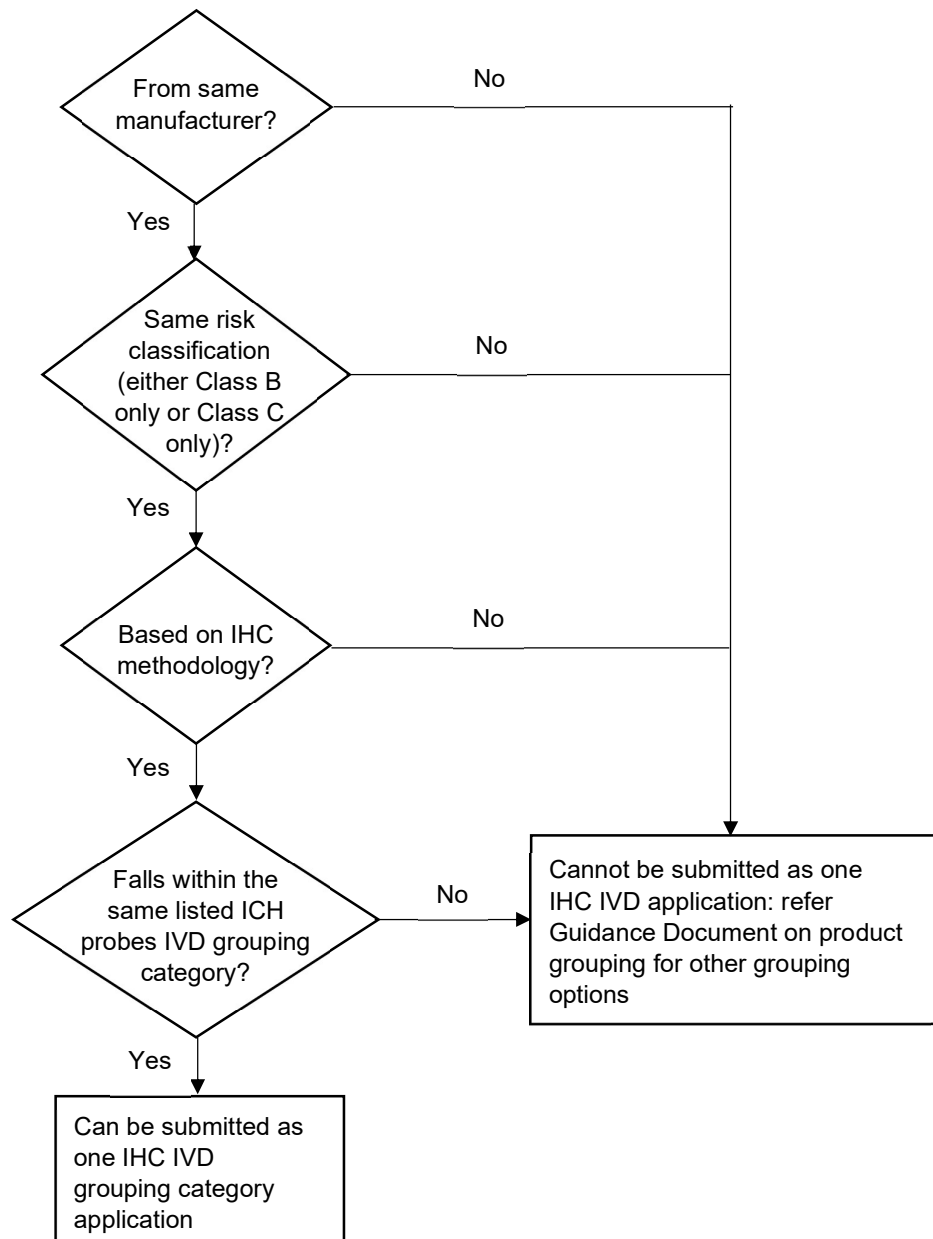 From same
manufacturer?
No
Yes
Same risk
classification
(either Class B
only or Class C
only)?
No
Yes
Based on IHC
methodology?
No
Yes
Falls within the
same listed ICH
probes IVD grouping
category?
No
Cannot be submitted as one
IHC IVD application: refer
Guidance Document on product
grouping for other grouping
options
Yes
Can be submitted as
one IHC IVD
grouping category
application